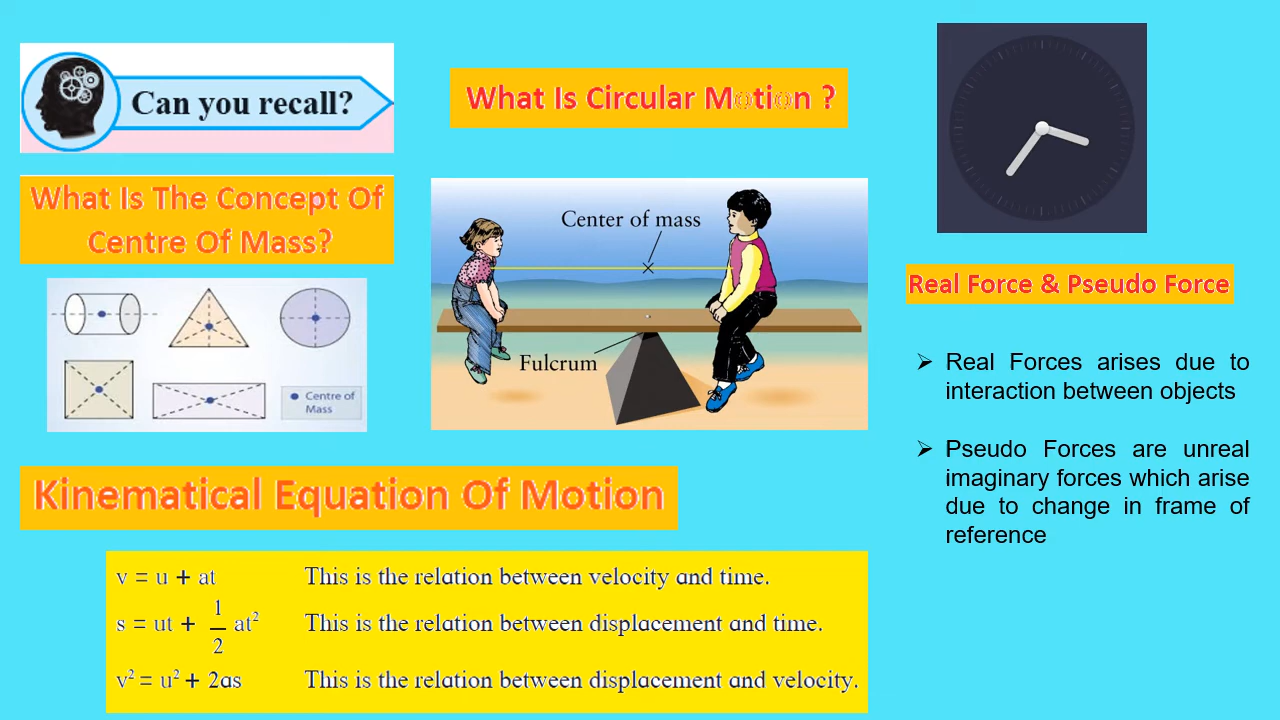 Can you recall?
What Is The Concept Of
Centre Of Mass?
Centre of
Mass
What Is Circular Motion ?
Center of mass
Fulcrum
Real Force & Pseudo Force
➢ Real Forces arises due to
interaction between objects
➢ Pseudo Forces are unreal
imaginary forces which arise
due to change in frame of
reference
Kinematical Equation Of Motion
v = u + at This is the relation between velocity and time.
s = ut + 1/2 at² This is the relation between displacement and time.
v² = u² + 2as This is the relation between displacement and velocity.